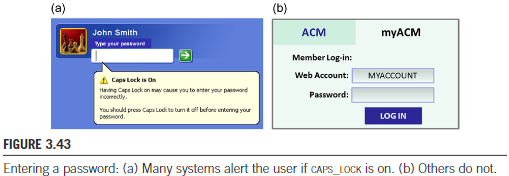 (a)
John Smith
Type your password
Caps Lock is On
Having Caps Lock on may cause you to enter your password
incorrectly.
You should press Caps Lock to turn it off before entering your
password.
(b)
ACM myACM
Member Log-in:
Web Account: MYACCOUNT
Password:
LOG IN
FIGURE 3.43
Entering a password: (a) Many systems alert the user if CAPS_LOCK is on. (b) Others do not.